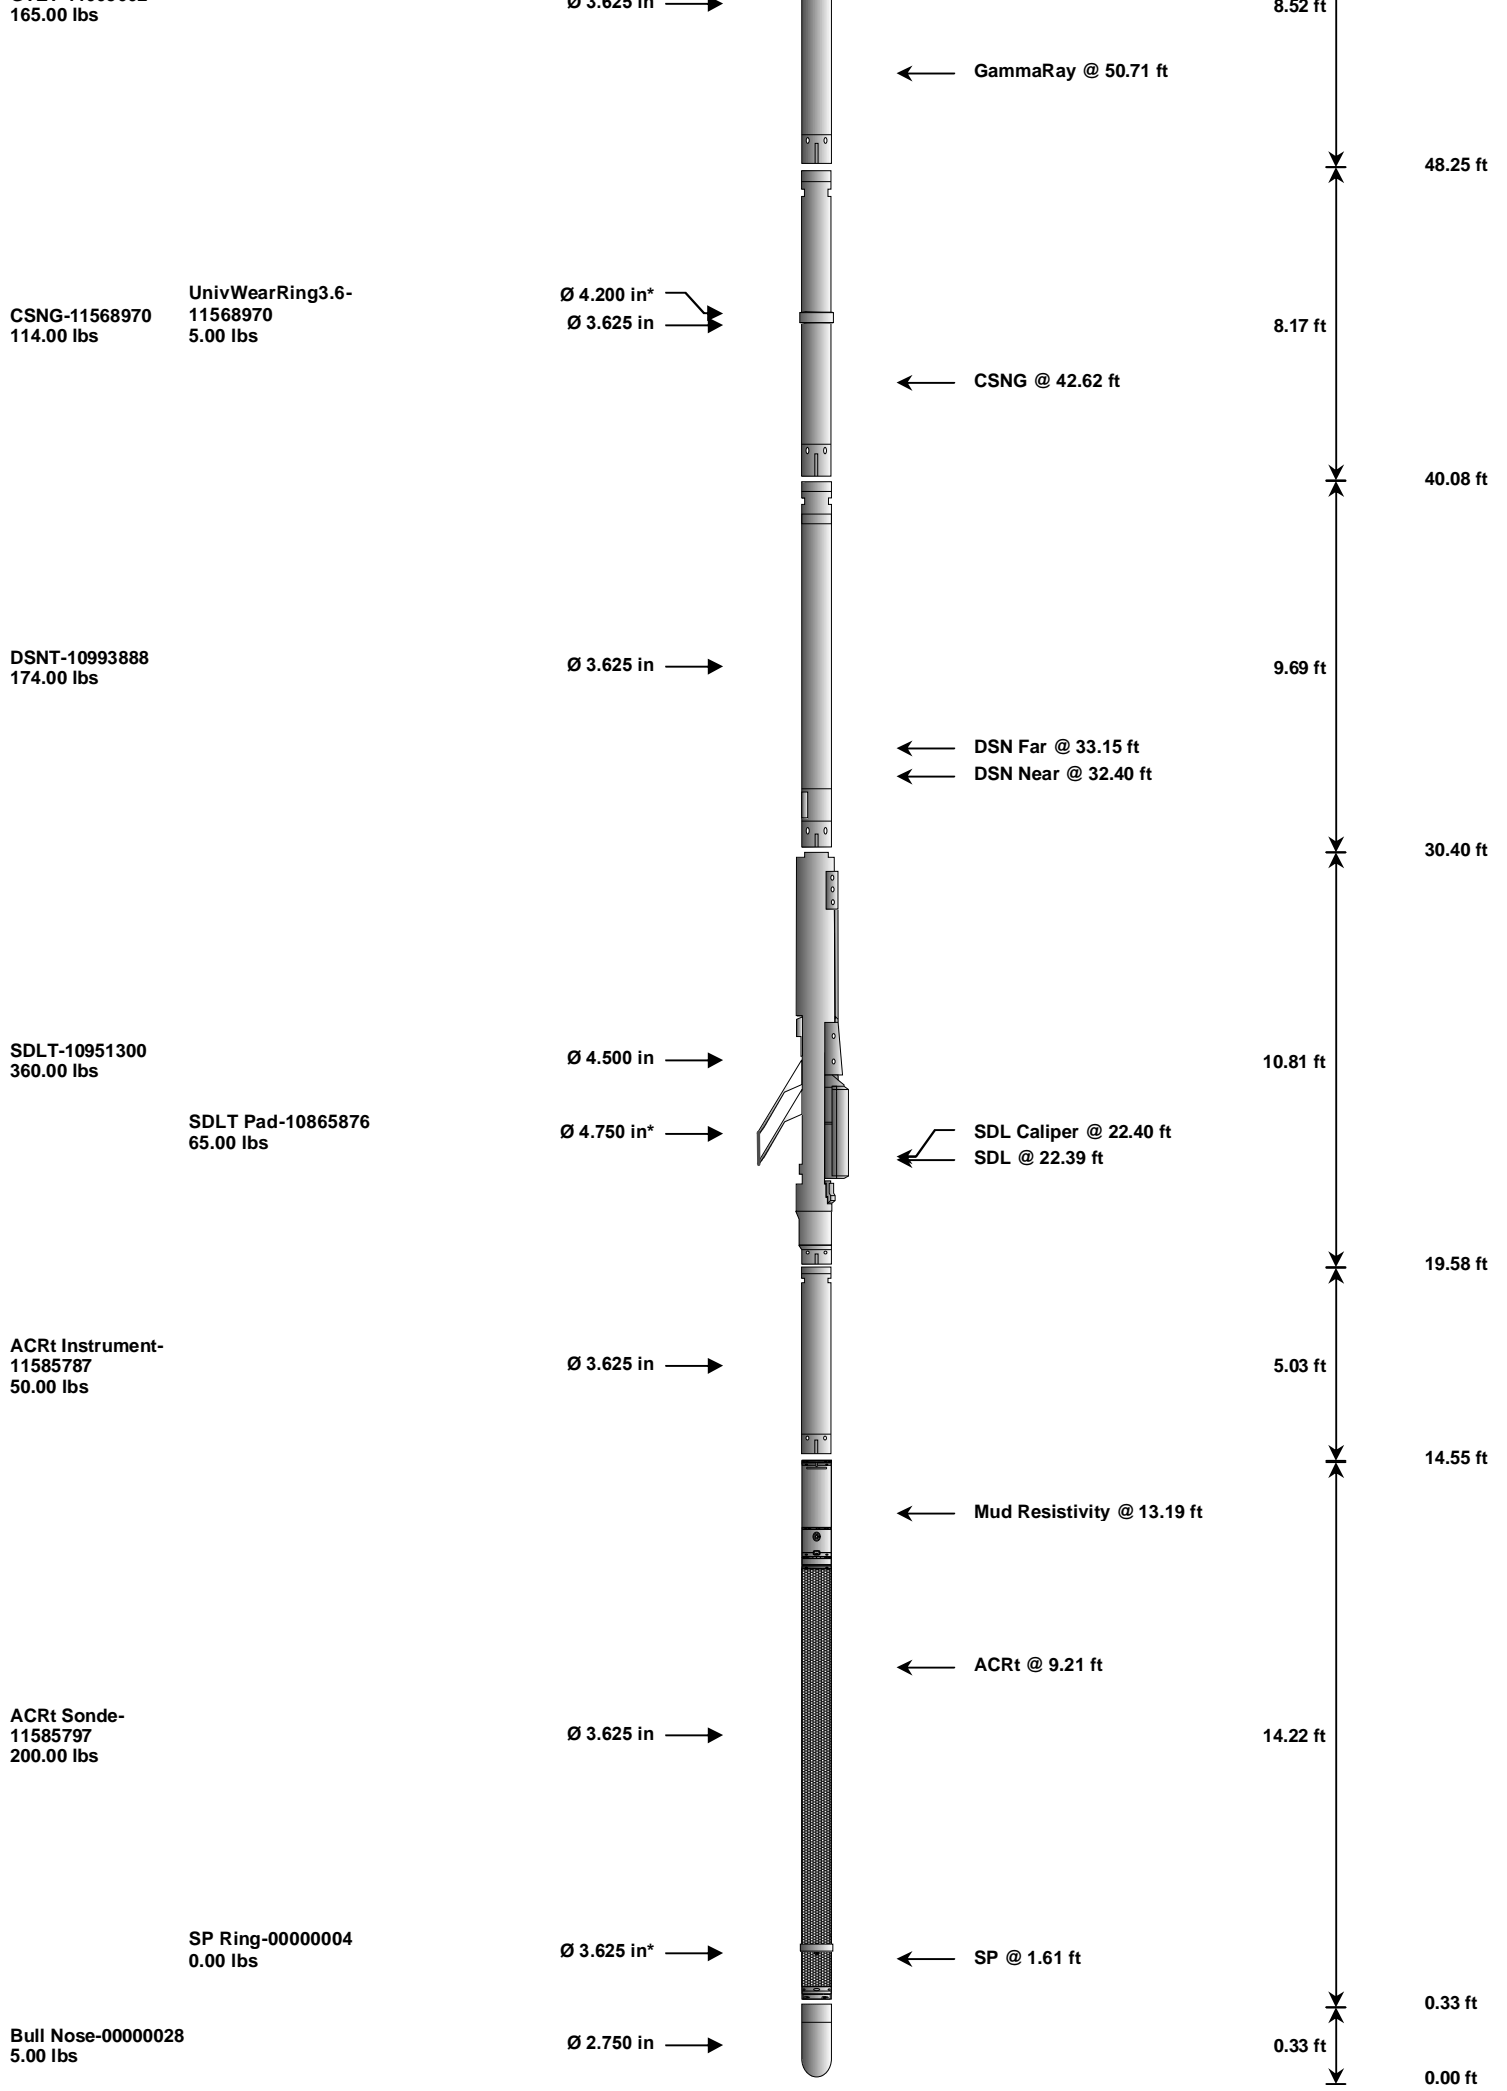 165.00 lbs
Ø 3.625 in
8.52 ft
GammaRay @ 50.71 ft
48.25 ft
UnivWearRing3.6-
11568970
5.00 lbs
CSNG-11568970
114.00 lbs
Ø 4.200 in*
Ø 3.625 in
8.17 ft
CSNG @ 42.62 ft
40.08 ft
DSNT-10993888
174.00 lbs
Ø 3.625 in
9.69 ft
DSN Far @ 33.15 ft
DSN Near @ 32.40 ft
30.40 ft
SDLT-10951300
360.00 lbs
Ø 4.500 in
10.81 ft
SDLT Pad-10865876
65.00 lbs
Ø 4.750 in*
SDL Caliper @ 22.40 ft
SDL @ 22.39 ft
19.58 ft
ACRt Instrument-
11585787
50.00 lbs
Ø 3.625 in
5.03 ft
14.55 ft
Mud Resistivity @ 13.19 ft
ACRt @ 9.21 ft
ACRt Sonde-
11585797
200.00 lbs
Ø 3.625 in
14.22 ft
SP Ring-00000004
0.00 lbs
Ø 3.625 in*
SP @ 1.61 ft
0.33 ft
Bull Nose-00000028
5.00 lbs
Ø 2.750 in
0.33 ft
0.00 ft